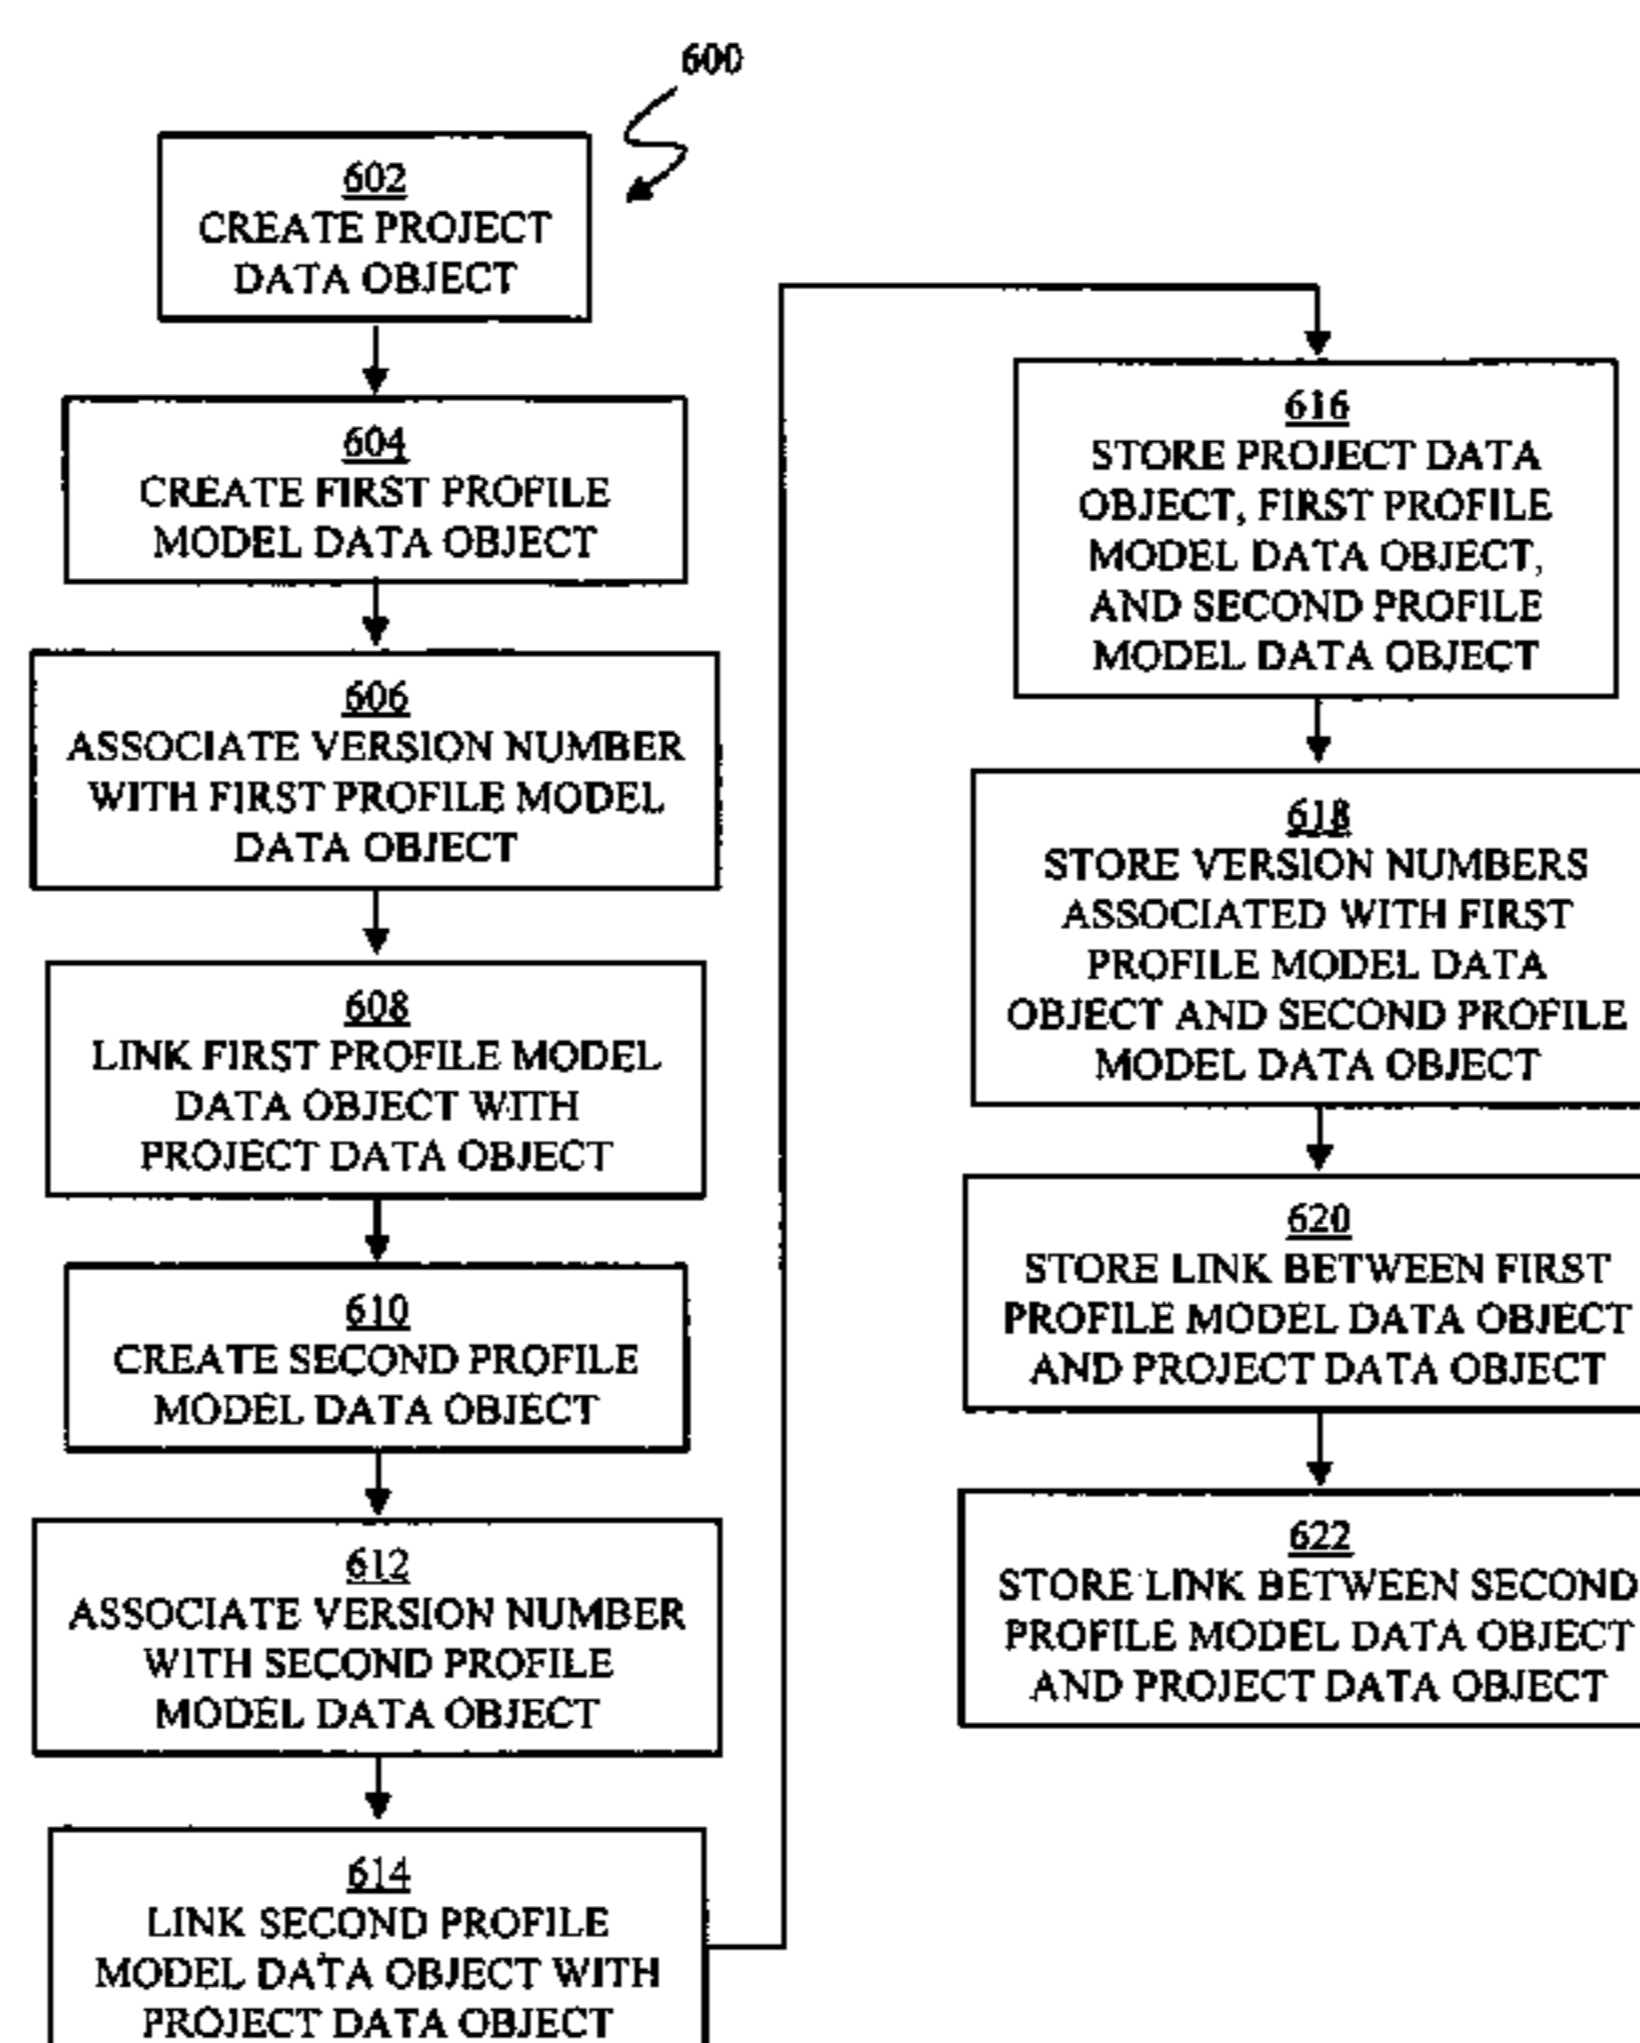 600
602
CREATE PROJECT
DATA OBJECT
604
CREATE FIRST PROFILE
MODEL DATA OBJECT
606
ASSOCIATE VERSION NUMBER
WITH FIRST PROFILE MODEL
DATA OBJECT
608
LINK FIRST PROFILE MODEL
DATA OBJECT WITH
PROJECT DATA OBJECT
610
CREATE SECOND PROFILE
MODEL DATA OBJECT
612
ASSOCIATE VERSION NUMBER
WITH SECOND PROFILE
MODEL DATA OBJECT
614
LINK SECOND PROFILE
MODEL DATA OBJECT WITH
PROJECT DATA OBJECT
616
STORE PROJECT DATA
OBJECT, FIRST PROFILE
MODEL DATA OBJECT,
AND SECOND PROFILE
MODEL DATA OBJECT
618
STORE VERSION NUMBERS
ASSOCIATED WITH FIRST
PROFILE MODEL DATA
OBJECT AND SECOND PROFILE
MODEL DATA OBJECT
620
STORE LINK BETWEEN FIRST
PROFILE MODEL DATA OBJECT
AND PROJECT DATA OBJECT
622
STORE LINK BETWEEN SECOND
PROFILE MODEL DATA OBJECT
AND PROJECT DATA OBJECT